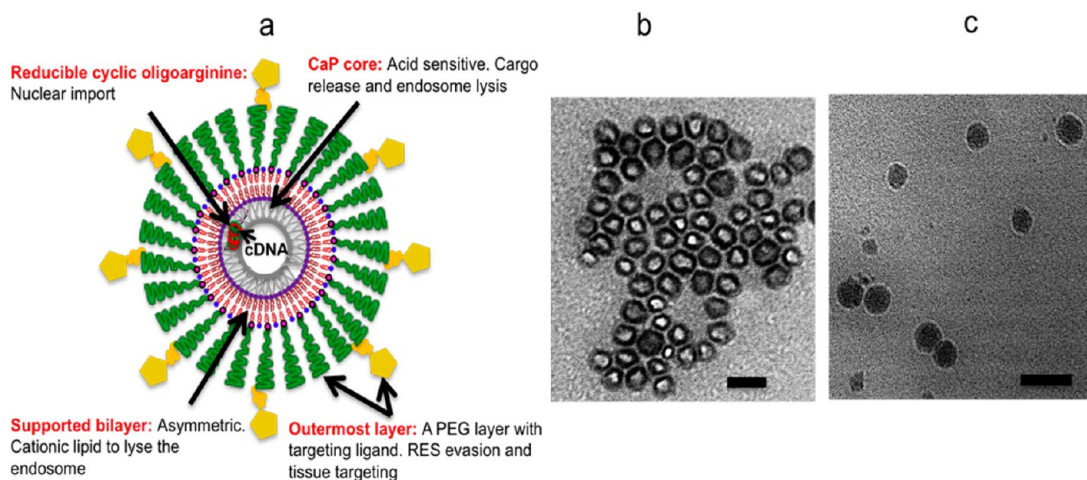 a
b
c
Reducible cyclic oligoarginine:
Nuclear import
CaP core: Acid sensitive. Cargo
release and endosome lysis
cDNA
Supported bilayer: Asymmetric.
Cationic lipid to lyse the
endosome
Outermost layer: A PEG layer with
targeting ligand. RES evasion and
tissue targeting